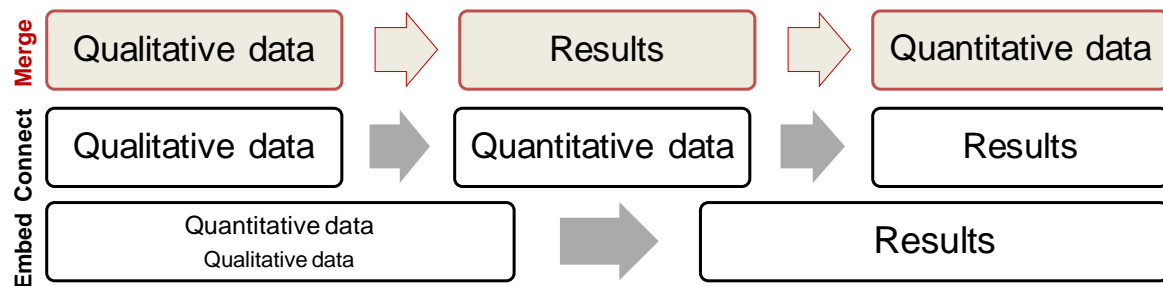 Merge
Qualitative data
Results
Quantitative data
Connect
Qualitative data
Quantitative data
Results
Embed
Quantitative data
Qualitative data
Results